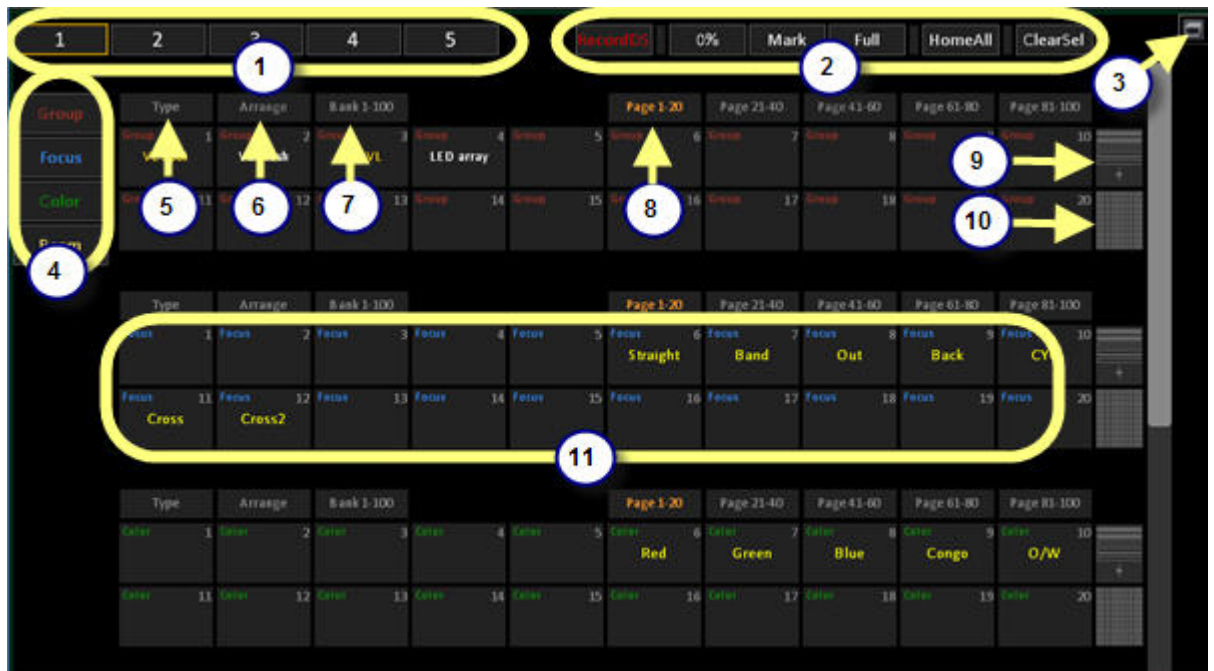 1 2 3 4 5 RecordDS 0% Mark Full HomeAll ClearSel
1 2 3
Group
Focus
Color
4
Type Arrange Bank 1-100 Page 1-20 Page 21-40 Page 41-60 Page 61-80 Page 81-100
Group 1 Group 2 Group 3 Group 4 Group 5 Group 6 Group 7 Group 8 Group Group 10
LED array
+
9
11 Group 12 Group 13 Group 14 Group 15 16 Group 17 Group 18 Group 20
5 6 7 8 10
Type Arrange Bank 1-100 Page 1-20 Page 21-40 Page 41-60 Page 61-80 Page 81-100
Focus 1 Focus 2 Focus 3 Focus 4 Focus 5 Focus 6 Focus 7 Focus 8 Focus 9 Focus 10
Straight Band Out Back
+
Focus 11 Focus 12 Focus 13 Focus 14 Focus 15 Focus 16 Focus 17 Focus 18 Focus 19 Focus 20
Cross Cross2
11
Type Arrange Bank 1-100 Page 1-20 Page 21-40 Page 41-60 Page 61-80 Page 81-100
Color 1 Color 2 Color 3 Color 4 Color 5 Color 6 Color 7 Color 8 Color 9 Color 10
Red Green Blue Congo O/W
+
Color 11 Color 12 Color 13 Color 14 Color 15 Color 16 Color 17 Color 18 Color 19 Color 20